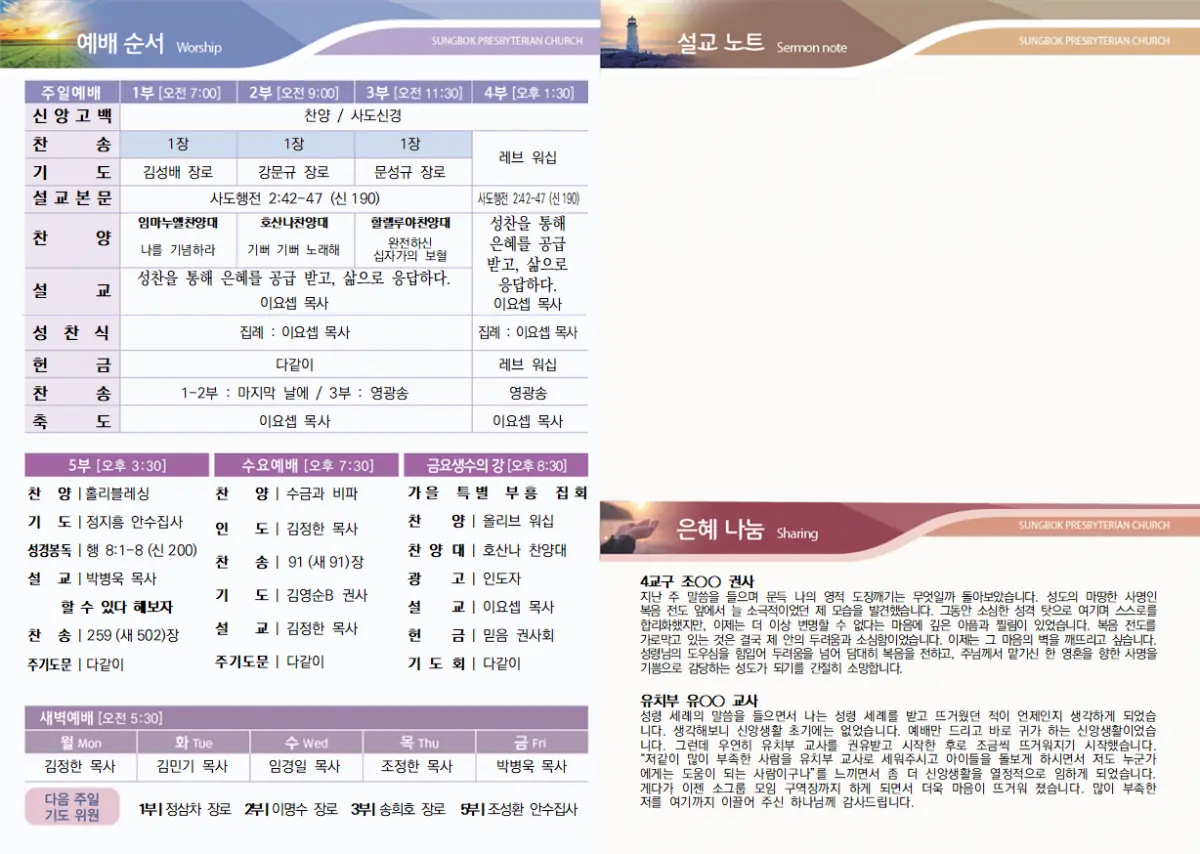 예배 순서 Worship
SUNGBOK PRESBYTERIAN CHURCH
주일예배 1부 [오전 7:00] 2부 [오전 9:00] 3부 [오전 11:30] 4부 [오후 1:30]
신앙고백 찬양 / 사도신경
찬 송 1장 1장 1장
레브 워십
기 도 김성배 장로 강문규 장로 문성규 장로
설교본문 사도행전 2:42-47 (신 190) 사도행전 2:42-47 (신 190)
찬 양 임마누엘찬양대 호산나찬양대 할렐루야찬양대
나를 기념하라 기뻐 기뻐 노래해 완전하신
십자가의 보혈
성찬을 통해
은혜를 공급
받고, 삶으로
응답하다.
이요셉 목사
설 교 성찬을 통해 은혜를 공급 받고, 삶으로 응답하다.
이요셉 목사
성 찬 식 집례 : 이요셉 목사 집례 : 이요셉 목사
헌 금 다같이 레브 워십
찬 송 1-2부 : 마지막 날에 / 3부 : 영광송 영광송
축 도 이요셉 목사 이요셉 목사
5부 [오후 3:30]
찬 양 | 홀리블레싱
기 도 | 정지흠 안수집사
성경봉독 | 행 8:1-8 (신 200)
설 교 | 박병욱 목사
할 수 있다 해보자
찬 송 | 259 (새 502)장
주기도문 | 다같이
수요예배 [오후 7:30]
찬 양 | 수금과 비파
인 도 | 김정한 목사
찬 송 | 91 (새 91)장
기 도 | 김영순B 권사
설 교 | 김정한 목사
주기도문 | 다같이
금요생수의 강 [오후 8:30]
가을 특별 부흥 집회
찬 양 | 올리브 워십
찬 양 대 | 호산나 찬양대
광 고 | 인도자
설 교 | 이요셉 목사
헌 금 | 믿음 권사회
기 도 회 | 다같이
새벽예배 [오전 5:30]
월 Mon 화 Tue 수 Wed 목 Thu 금 Fri
김정한 목사 김민기 목사 임경일 목사 조정한 목사 박병욱 목사
다음 주일
기도 위원
1부 | 정삼차 장로 2부 | 이명수 장로 3부 | 송희호 장로 5부 | 조성환 안수집사
설교 노트 Sermon note
SUNGBOK PRESBYTERIAN CHURCH
은혜 나눔 Sharing
SUNGBOK PRESBYTERIAN CHURCH
4교구 조○○ 권사
지난 주 말씀을 들으며 문득 나의 영적 도장깨기는 무엇일까 돌아보았습니다. 성도의 마땅한 사명인
복음 전도 앞에서 늘 소극적이었던 제 모습을 발견했습니다. 그동안 소심한 성격 탓으로 여기며 스스로를
합리화했지만, 이제는 더 이상 변명할 수 없다는 마음에 깊은 아픔과 찔림이 있었습니다. 복음 전도를
가로막고 있는 것은 결국 제 안의 두려움과 소심함이었습니다. 이제는 그 마음의 벽을 깨뜨리고 싶습니다.
성령님의 도우심을 힘입어 두려움을 넘어 담대히 복음을 전하고, 주님께서 맡기신 한 영혼을 향한 사명을
기쁨으로 감당하는 성도가 되기를 간절히 소망합니다.
유치부 유○○ 교사
성령 세례의 말씀을 들으면서 나는 성령 세례를 받고 뜨거웠던 적이 언제인지 생각하게 되었습
니다. 생각해보니 신앙생활 초기에는 없었습니다. 예배만 드리고 바로 귀가 하는 신앙생활이었습
니다. 그런데 우연히 유치부 교사를 권유받고 시작한 후로 조금씩 뜨거워지기 시작했습니다.
"저같이 많이 부족한 사람을 유치부 교사로 세워주시고 아이들을 돌보게 하시면서 저도 누군가
에게는 도움이 되는 사람이구나"를 느끼면서 좀 더 신앙생활을 열정적으로 임하게 되었습니다.
게다가 이젠 소그룹 모임 구역장까지 하게 되면서 더욱 마음이 뜨거워 졌습니다. 많이 부족한
저를 여기까지 이끌어 주신 하나님께 감사드립니다.